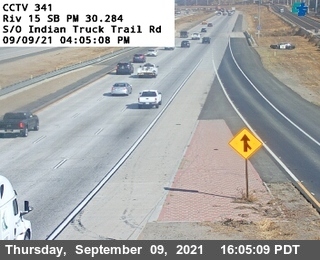 CCTV 341
Riv 15 SB PM 30.284
S/O Indian Truck Trail Rd
09/09/21 04:05:08 PM
Thursday, September 09, 2021 16:05:09 PDT